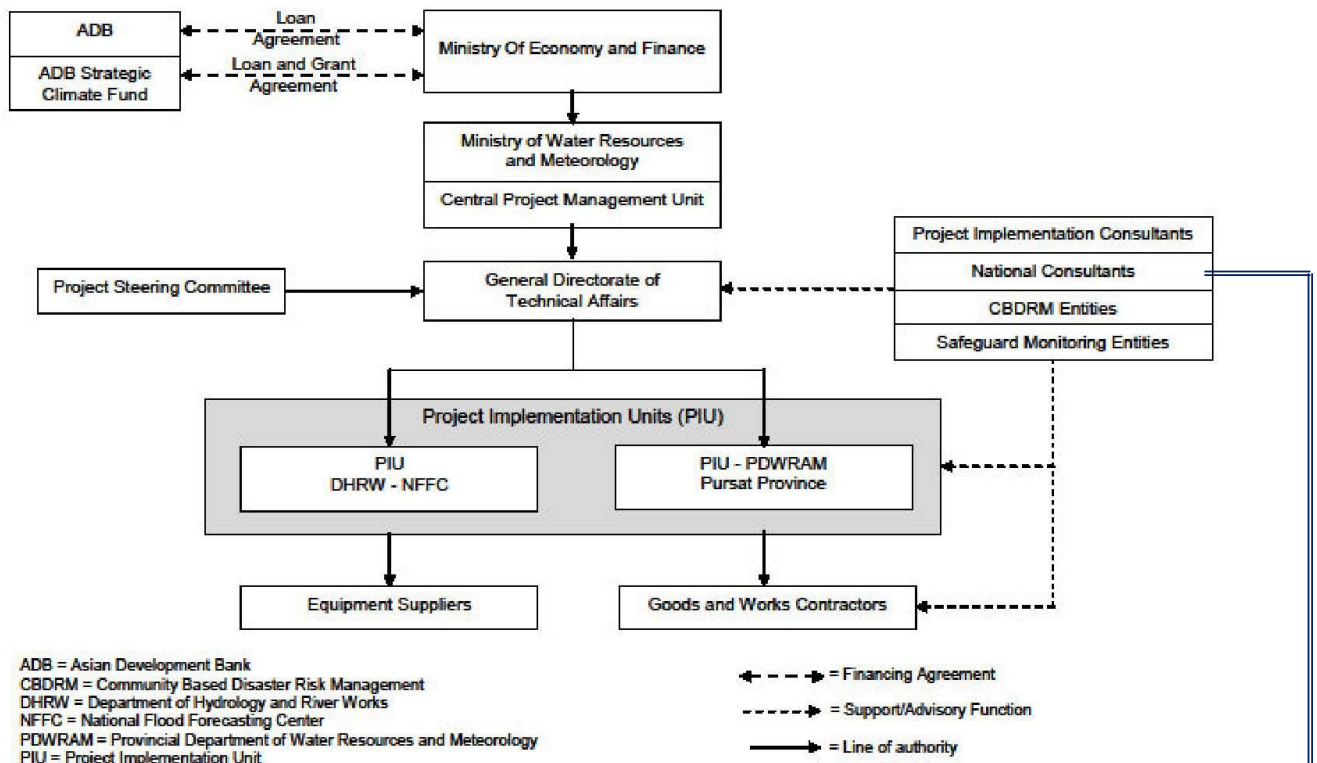 ADB
ADB Strategic
Climate Fund
Loan
Agreement
Loan and Grant
Agreement
Ministry Of Economy and Finance
Ministry of Water Resources
and Meteorology
Central Project Management Unit
Project Steering Committee
General Directorate of
Technical Affairs
Project Implementation Consultants
National Consultants
CBDRM Entities
Safeguard Monitoring Entities
Project Implementation Units (PIU)
PIU
DHRW - NFFC
PIU - PDWRAM
Pursat Province
Equipment Suppliers
Goods and Works Contractors
ADB = Asian Development Bank
CBDRM = Community Based Disaster Risk Management
DHRW = Department of Hydrology and River Works
NFFC = National Flood Forecasting Center
PDWRAM = Provincial Department of Water Resources and Meteorology
PIU = Project Implementation Unit
= Financing Agreement
= Support/Advisory Function
= Line of authority